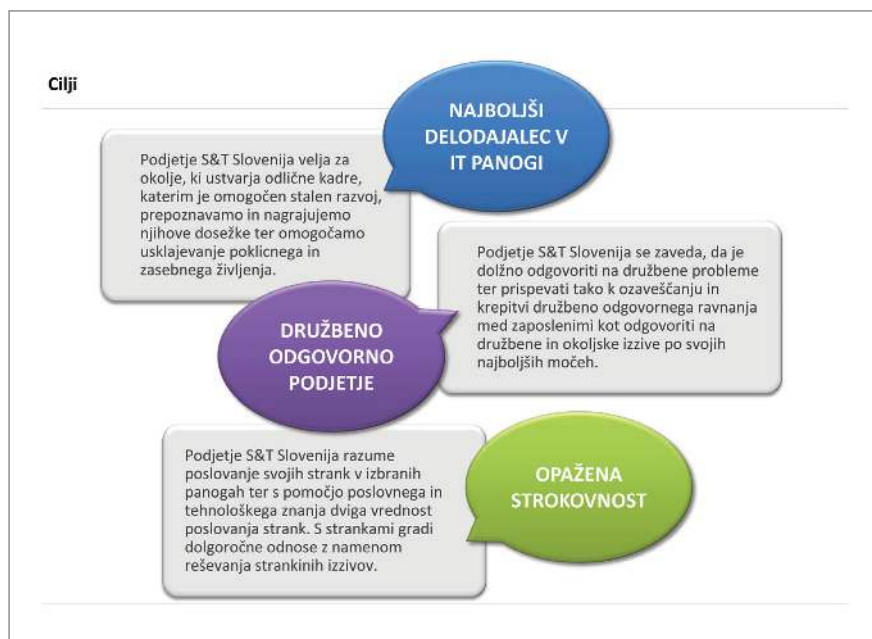 Cilji
NAJBOLJŠI
DELODAJALEC V
IT PANOGI
Podjetje S&T Slovenija velja za
okolje, ki ustvarja odlične kadre,
katerim je omogočen stalen razvoj,
prepoznavamo in nagrajujemo
njihove dosežke ter omogočamo
usklajevanje poklicnega in
zasebnega življenja.
DRUŽBENO
ODGOVORNO
PODJETJE
Podjetje S&T Slovenija se zaveda, da je
dolžno odgovoriti na družbene probleme
ter prispevati tako k ozaveščanju in
krepitvi družbeno odgovornega ravnanja
med zaposlenimi kot odgovoriti na
družbene in okoljske izzive po svojih
najboljših močeh.
OPAŽENA
STROKOVNOST
Podjetje S&T Slovenija razume
poslovanje svojih strank v izbranih
panogah ter s pomočjo poslovnega in
tehnološkega znanja dviga vrednost
poslovanja strank. S strankami gradi
dolgoročne odnose z namenom
reševanja strankinih izzivov.